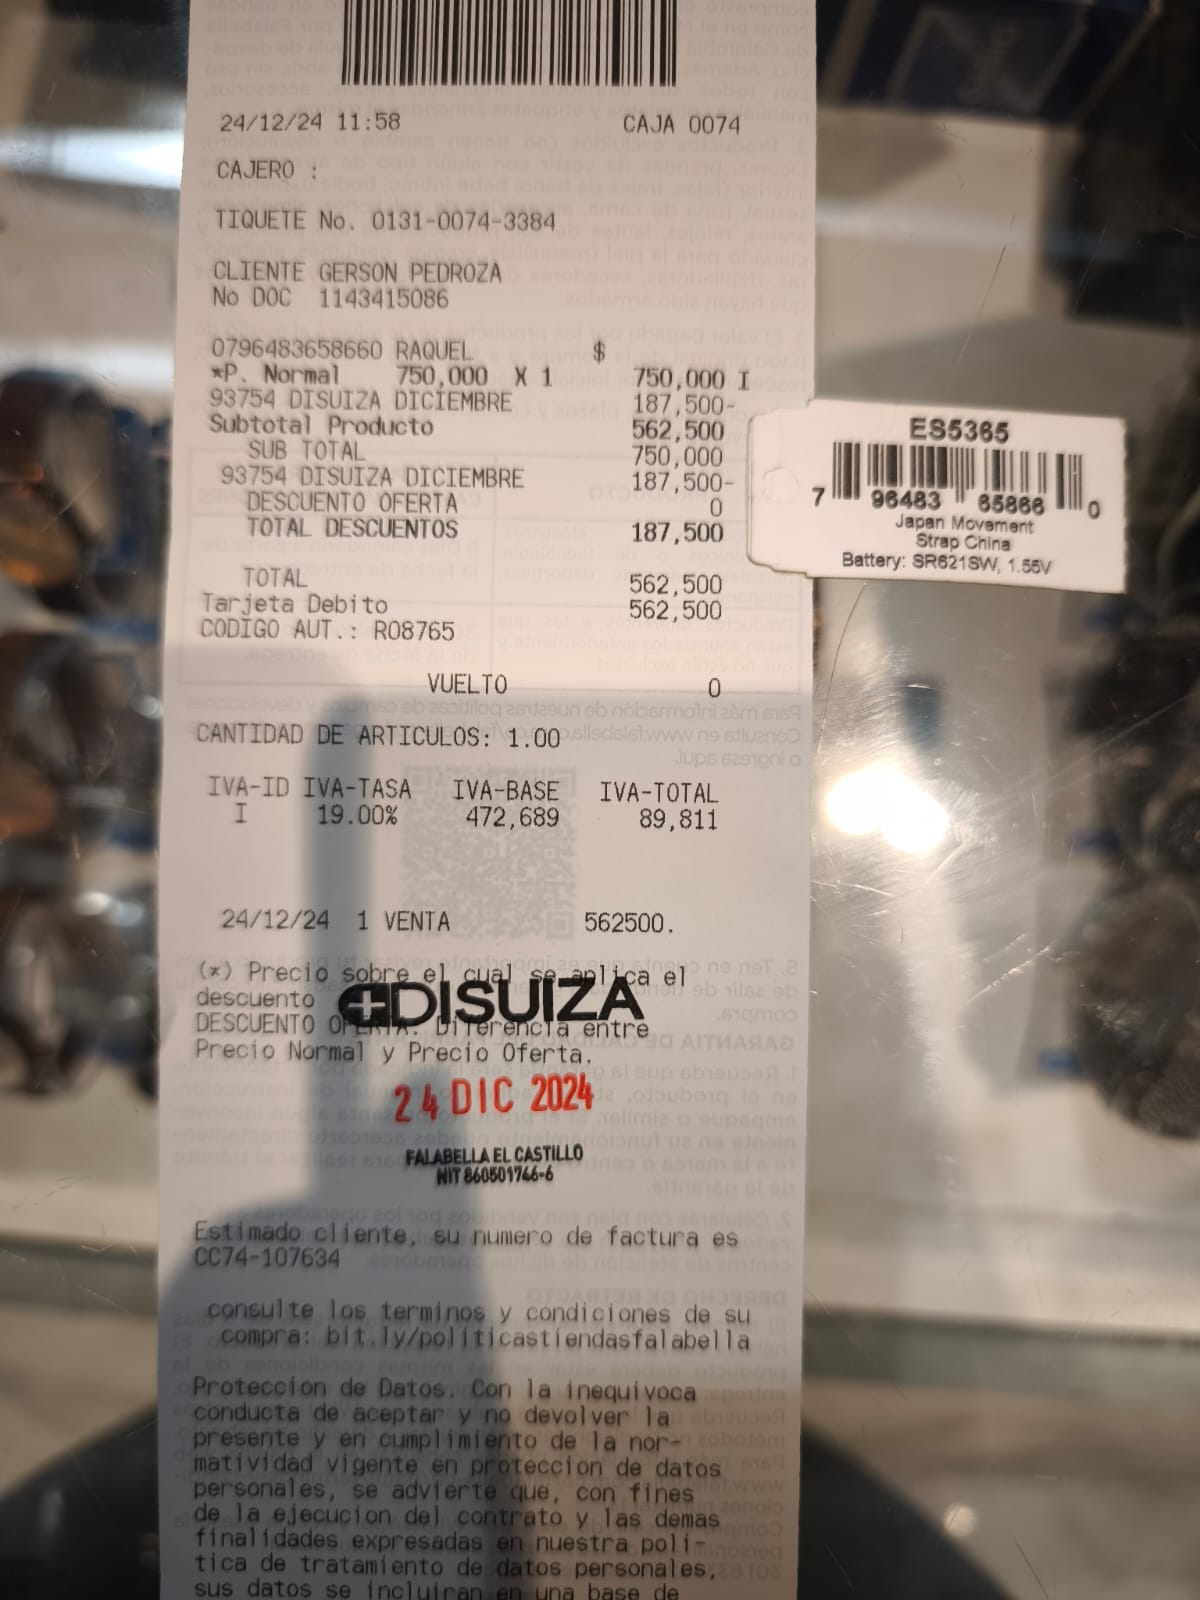 24/12/24 11:58 CAJA 0074
CAJERO :
TIQUETE No. 0131-0074-3384
CLIENTE GERSON PEDROZA
No DOC 1143415086
0796483658660 RAQUEL $
*P. Normal 750,000 X 1 750,000 I
93754 DISUIZA DICIEMBRE 187,500-
Subtotal Producto 562,500
SUB TOTAL 750,000
93754 DISUIZA DICIEMBRE 187,500-
DESCUENTO OFERTA 0
TOTAL DESCUENTOS 187,500
TOTAL 562,500
Tarjeta Debito 562,500
CODIGO AUT.: R08765
VUELTO 0
CANTIDAD DE ARTICULOS: 1.00
IVA-ID IVA-TASA IVA-BASE IVA-TOTAL
I 19.00% 472,689 89,811
24/12/24 1 VENTA 562500.
(*) Precio sobre el cual se aplica el
descuento
DISUIZA
DESCUENTO OFERTA: Diferencia entre
Precio Normal y Precio Oferta.
24 DIC 2024
FALABELLA EL CASTILLO
NIT 860501766-6
Estimado cliente, su numero de factura es
CC74-107634
consulte los terminos y condiciones de su
compra: bit.ly/politicastiendasfalabella
Proteccion de Datos. Con la inequivoca
conducta de aceptar y no devolver la
presente y en cumplimiento de la nor-
matividad vigente en proteccion de datos
personales, se advierte que, con fines
de la ejecucion del contrato y las demas
finalidades expresadas en nuestra poli-
tica de tratamiento de datos personales,
sus datos se incluiran en una base de
ES5365
7 96483 65866 0
Japan Movement
Strap China
Battery: SR621SW, 1.55V